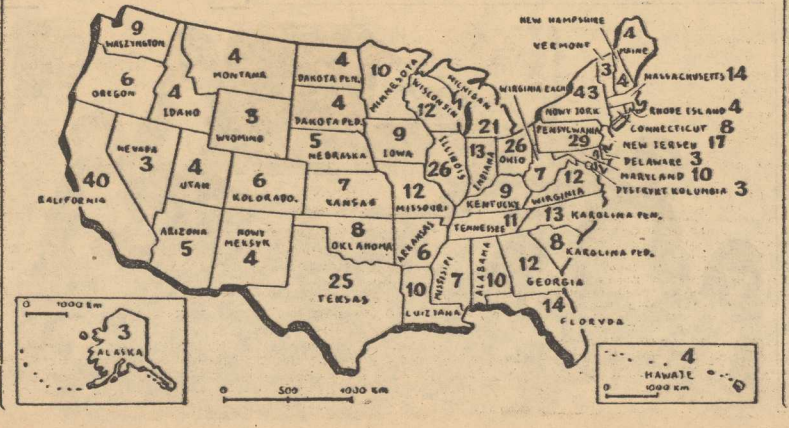 9
WASZYNGTON
6
OREGON
4
IDAHO
4
MONTANA
3
WYOMING
4
DAKOTA PŁN.
4
DAKOTA PŁD.
5
NEBRASKA
10
MINNESOTA
WISCONSIN
12
MICHIGAN
21
9
IOWA
NEVADA
3
40
KALIFORNIA
4
UTAH
6
KOLORADO
7
KANSAS
12
MISSOURI
ILLINOIS
26
13
INDIANA
26
OHIO
VIRGINIA ZACH.
7
12
WIRGINIA
9
KENTUCKY
TENNESSEE 11
ARIZONA
5
NOWY
MEKSYK
4
8
OKLAHOMA
25
TEKSAS
ARKANSAS
6
10
LUIZJANA
MISSISIPI
7
ALABAMA
10
12
GEORGIA
14
FLORYDA
13 KAROLINA PŁN.
8
KAROLINA PŁD.
PENSYLWANIA
29
43
NOWY JORK
NEW HAMPSHIRE
VERMONT
3
4
4
MAINE
MASSACHUSETTS 14
RHODE ISLAND 4
CONNECTICUT 8
NEW JERSEY 17
DELAWARE 3
MARYLAND 10
DYSTRYKT KOLUMBIA 3
0 1000 KM
3
ALASKA
0 500 1000 KM
4
HAWAJE
0 1000 KM